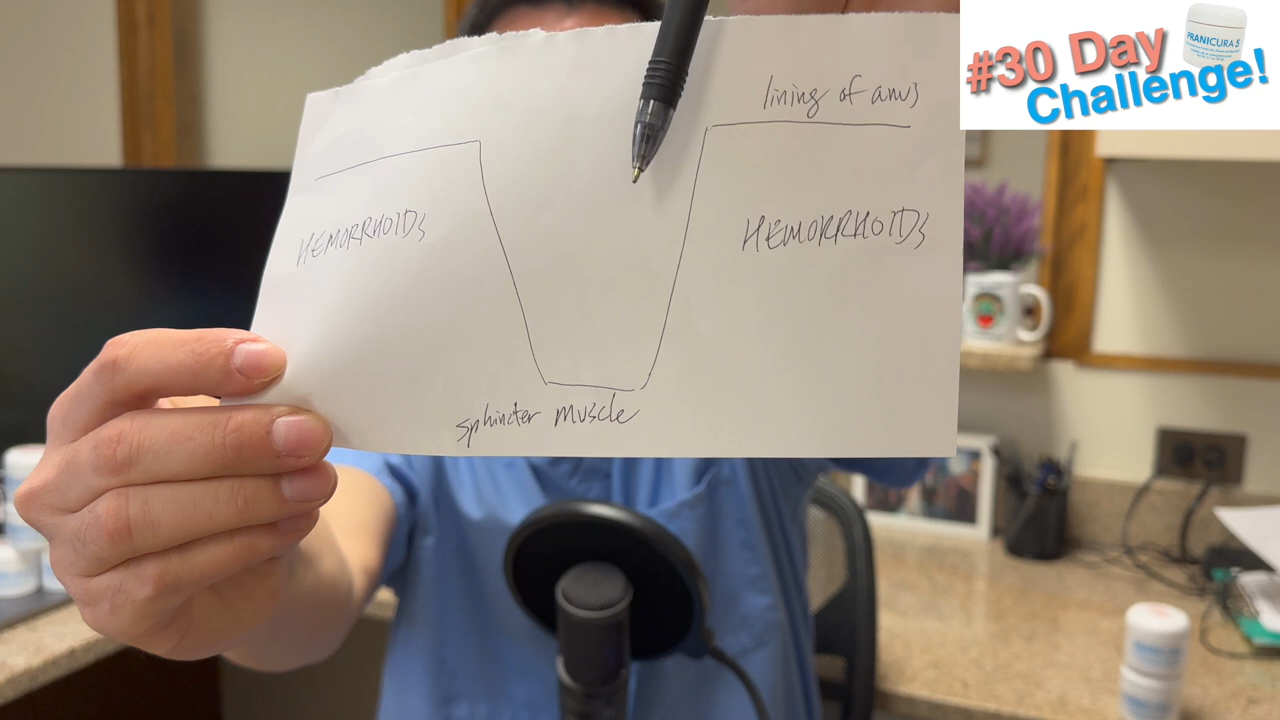 #30 Day
Challenge!
PRANICURA 5
lining of anus
HEMORRHOIDS
HEMORRHOIDS
sphincter muscle